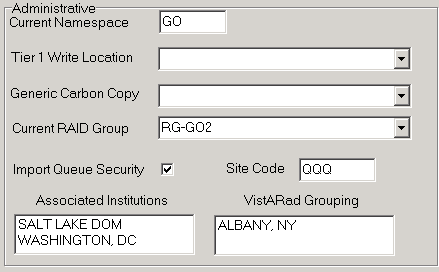 Administrative
Current Namespace GO
Tier 1 Write Location
Generic Carbon Copy
Current RAID Group RG-GO2
Import Queue Security Site Code QQQ
Associated Institutions VistARad Grouping
SALT LAKE DOM ALBANY, NY
WASHINGTON, DC